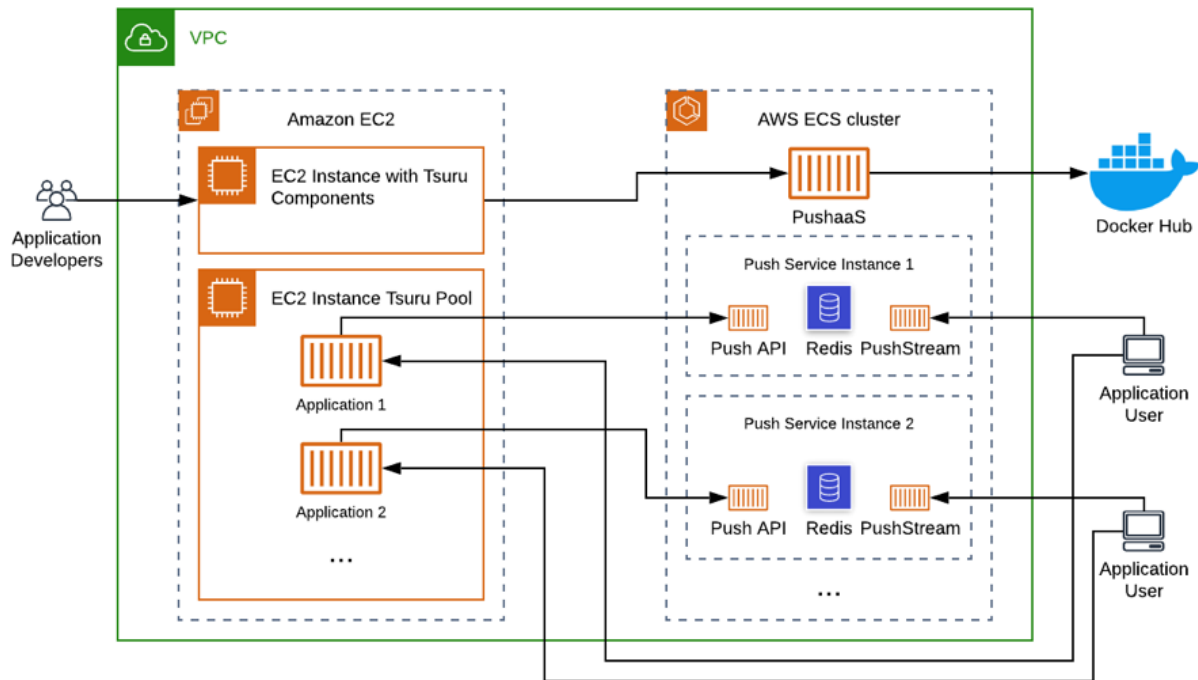 VPC
Amazon EC2
AWS ECS cluster
EC2 Instance with Tsuru
Components
PushaaS
Docker Hub
Application
Developers
EC2 Instance Tsuru Pool
Application 1
Application 2
...
Push Service Instance 1
Push API
Redis
PushStream
Push Service Instance 2
Push API
Redis
PushStream
...
Application
User
Application
User